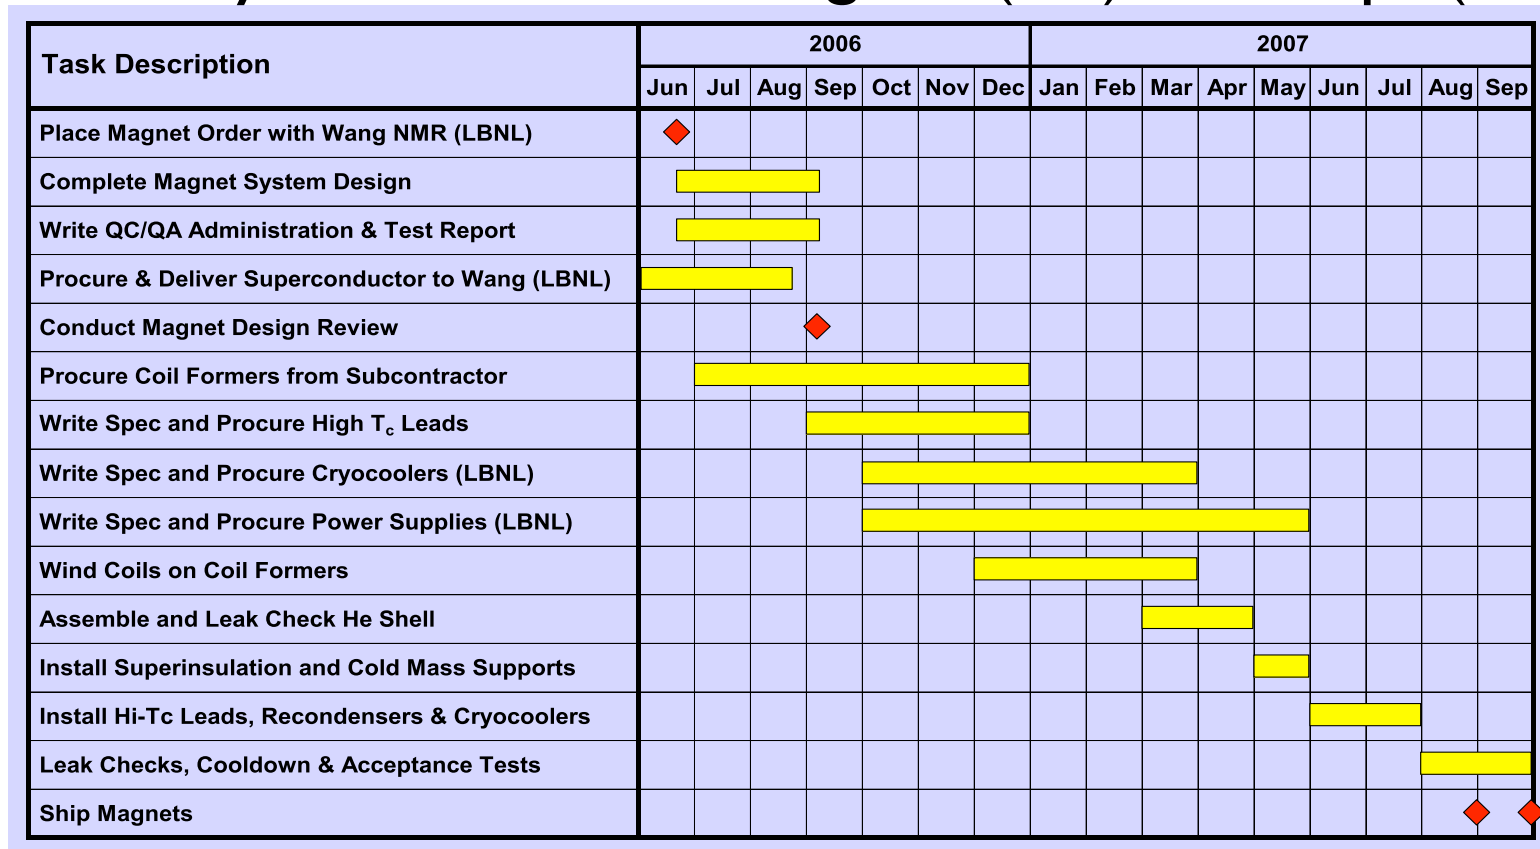 2006 2007
Task Description
Jun Jul Aug Sep Oct Nov Dec Jan Feb Mar Apr May Jun Jul Aug Sep
Place Magnet Order with Wang NMR (LBNL)
Complete Magnet System Design
Write QC/QA Administration & Test Report
Procure & Deliver Superconductor to Wang (LBNL)
Conduct Magnet Design Review
Procure Coil Formers from Subcontractor
Write Spec and Procure High Tc Leads
Write Spec and Procure Cryocoolers (LBNL)
Write Spec and Procure Power Supplies (LBNL)
Wind Coils on Coil Formers
Assemble and Leak Check He Shell
Install Superinsulation and Cold Mass Supports
Install Hi-Tc Leads, Recondensers & Cryocoolers
Leak Checks, Cooldown & Acceptance Tests
Ship Magnets